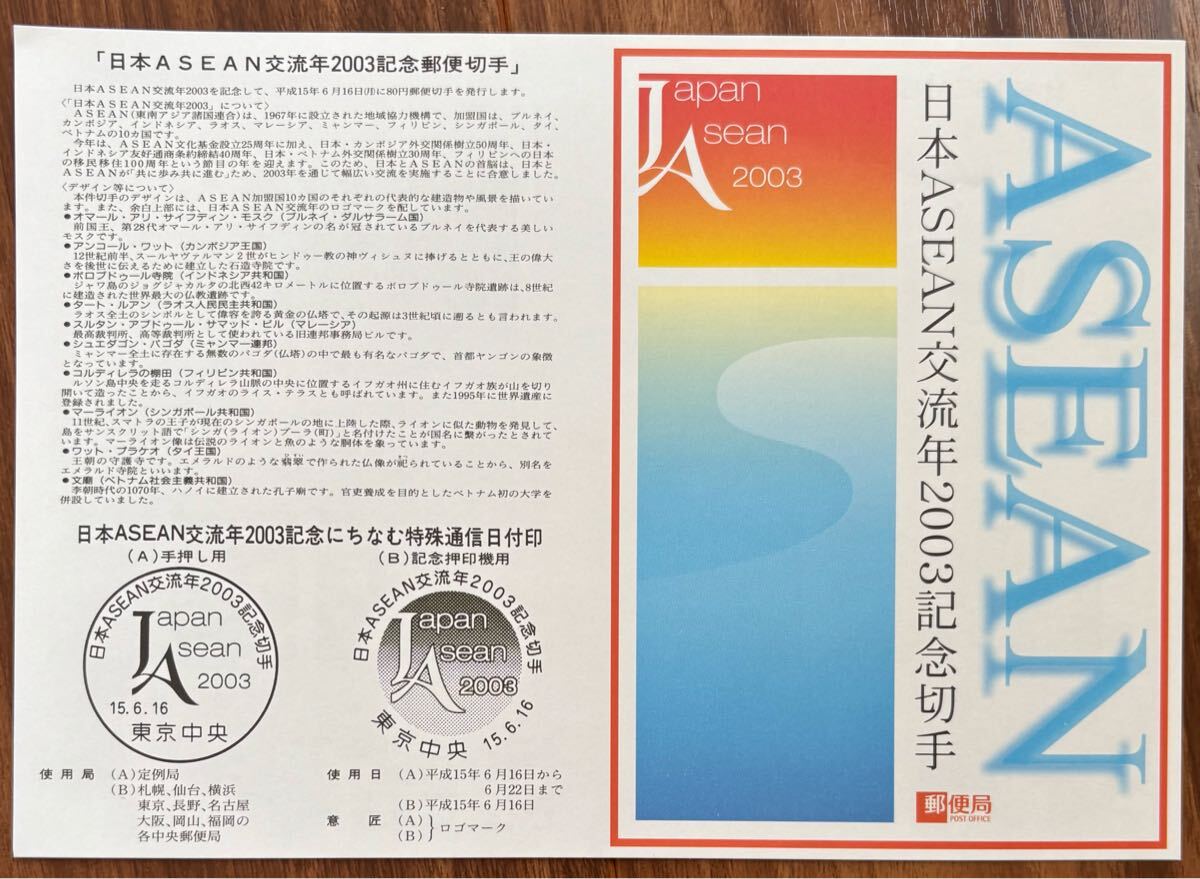 「日本ASEAN交流年2003記念郵便切手」
日本ASEAN交流年2003を記念して、平成15年6月16日(月)に80円郵便切手を発行します。
〈「日本ASEAN交流年2003」について〉
ASEAN(東南アジア諸国連合)は、1967年に設立された地域協力機構で、加盟国は、ブルネイ、
カンボジア、インドネシア、ラオス、マレーシア、ミャンマー、フィリピン、シンガポール、タイ、
ベトナムの10カ国です。
今年は、ASEAN文化基金設立25周年に加え、日本・カンボジア外交関係樹立50周年、日本・
インドネシア友好通商条約締結40周年、日本・ベトナム外交関係樹立30周年、フィリピンへの日本
の移民移住100周年という節目の年を迎えます。このため、日本とASEANの首脳は、日本と
ASEANが「共に歩み共に進む」ため、2003年を通じて幅広い交流を実施することに合意しました。
〈デザイン等について〉
本件切手のデザインは、ASEAN加盟国10カ国のそれぞれの代表的な建造物や風景を描いてい
ます。また、余白上部には、日本ASEAN交流年のロゴマークを配しています。
●オマール・アリ・サイフディン・モスク(ブルネイ・ダルサラーム国)
前国王、第28代オマール・アリ・サイフディンの名が冠されているブルネイを代表する美しい
モスクです。
●アンコール・ワット(カンボジア王国)
12世紀前半、スールヤヴァルマン2世がヒンドゥー教の神ヴィシュヌに捧げるとともに、王の偉大
さを後世に伝えるために建立した石造寺院です。
●ボロブドゥール寺院(インドネシア共和国)
ジャワ島のジョグジャカルタの北西42キロメートルに位置するボロブドゥール寺院遺跡は、8世紀
に建造された世界最大の仏教遺跡です。
●タート・ルアン(ラオス人民民主共和国)
ラオス全土のシンボルとして偉容を誇る黄金の仏塔で、その起源は3世紀頃に遡るとも言われます。
●スルタン・アブドゥール・サマッド・ビル(マレーシア)
最高裁判所、高等裁判所として使われている旧連邦事務局ビルです。
●シュエダゴン・パゴダ(ミャンマー連邦)
ミャンマー全土に存在する無数のパゴダ(仏塔)の中で最も有名なパゴダで、首都ヤンゴンの象徴
となっています。
●コルディレラの棚田(フィリピン共和国)
ルソン島中央を走るコルディレラ山脈の中央に位置するイフガオ州に住むイフガオ族が山を切り
開いて造ったことから、イフガオのライス・テラスとも呼ばれています。また1995年に世界遺産に
登録されました。
●マーライオン(シンガポール共和国)
11世紀、スマトラの王子が現在のシンガポールの地に上陸した際、ライオンに似た動物を発見して、
島をサンスクリット語で「シンガ(ライオン)プーラ(町)」と名付けたことが国名に繋がったとされて
います。マーライオン像は伝説のライオンと魚のような胴体を象っています。
●ワット・プラケオ(タイ王国)
王朝の守護寺です。エメラルドのような翡翠で作られた仏像が祀られていることから、別名を
エメラルド寺院といいます。
●文廟(ベトナム社会主義共和国)
李朝時代の1070年、ハノイに建立された孔子廟です。官吏養成を目的としたベトナム初の大学を
併設していました。
日本ASEAN交流年2003記念にちなむ特殊通信日付印
(A)手押し用
(B)記念押印機用
日本ASEAN交流年2003記念切手
Japan
Asean
2003
15.6.16
東京中央
日本ASEAN交流年2003記念切手
Japan
Asean
2003
15.6.16
東京中央
使用局 (A)定例局
(B)札幌、仙台、横浜
東京、長野、名古屋
大阪、岡山、福岡の
各中央郵便局
使用日 (A)平成15年6月16日から
6月22日まで
(B)平成15年6月16日
意匠 (A)
(B)
ロゴマーク
Japan
Asean
2003
日本ASEAN交流年2003記念切手
ASEAN
郵便局
POST OFFICE